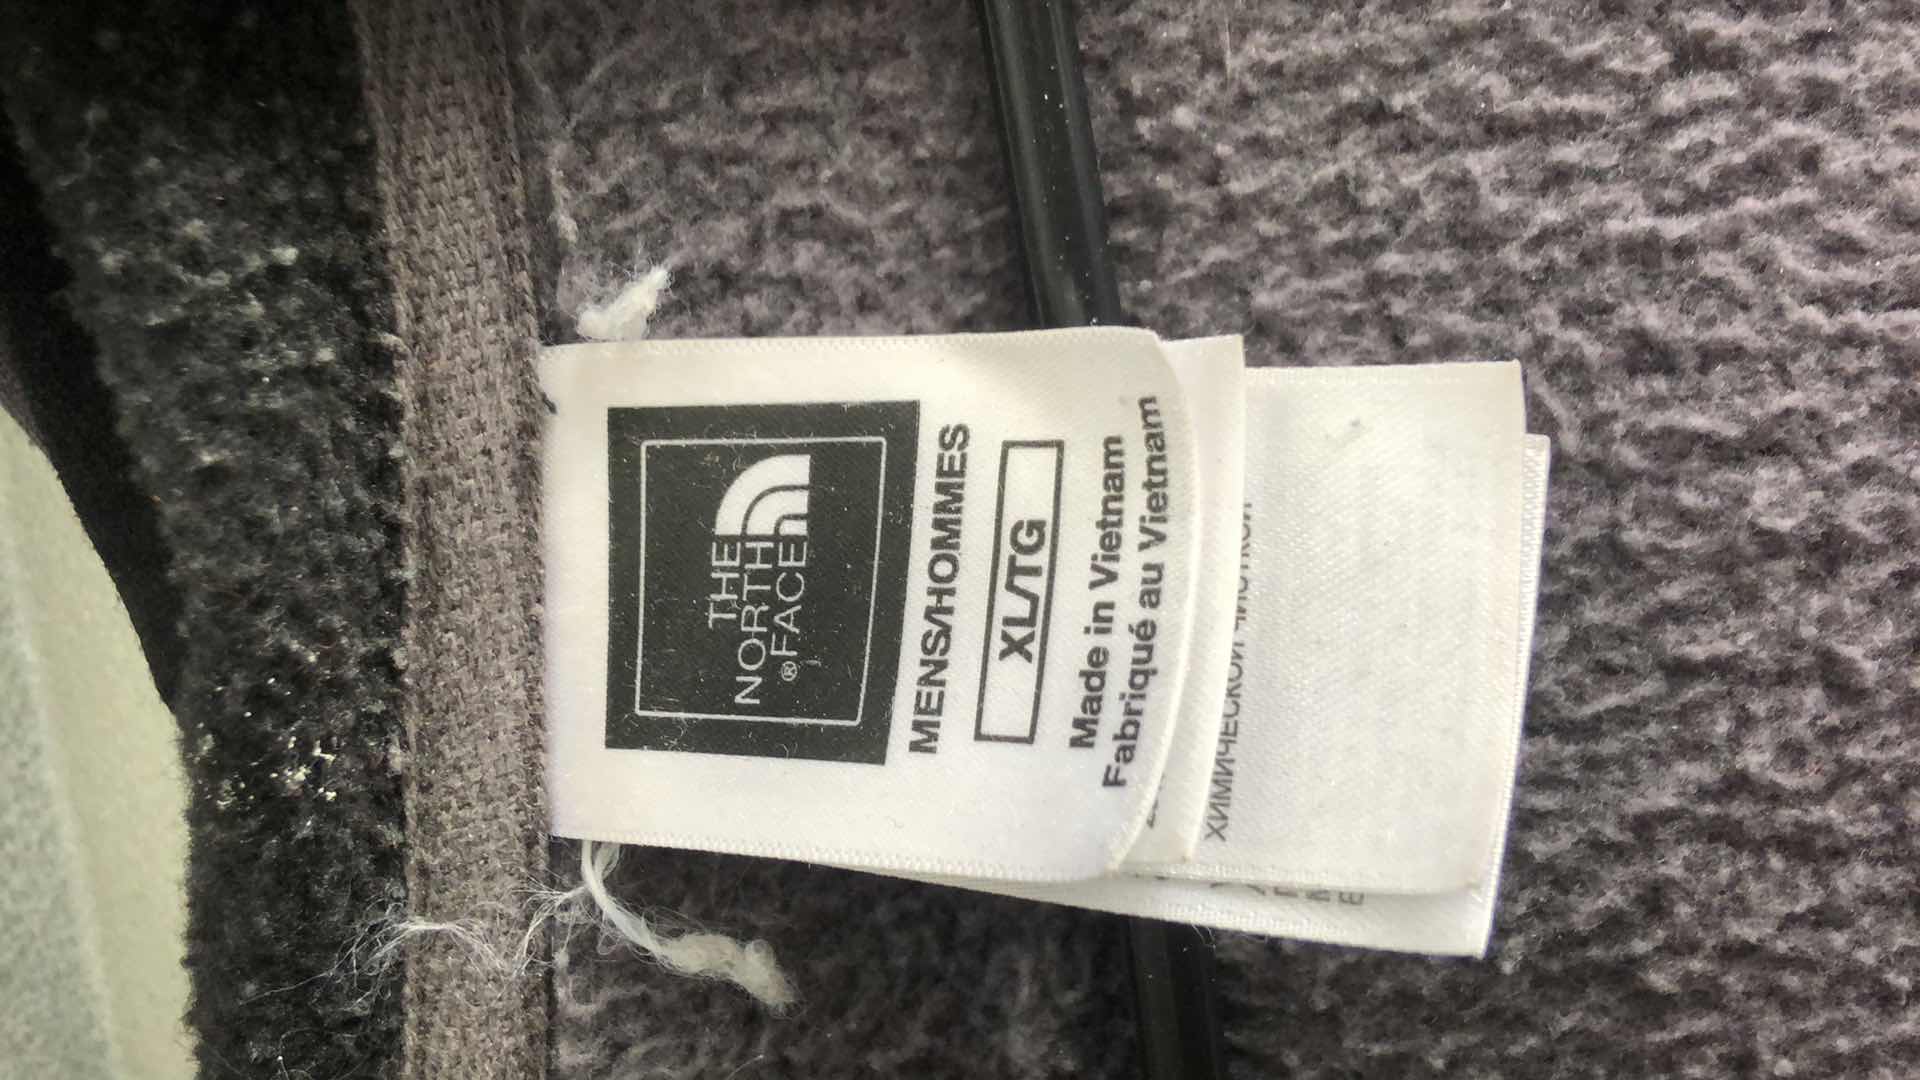 THE
NORTH
®FACE
MENS/HOMMES
XL/TG
Made in Vietnam
Fabriqué au Vietnam
ХИМИЧЕСКОЙ ЧИСТКОЙ